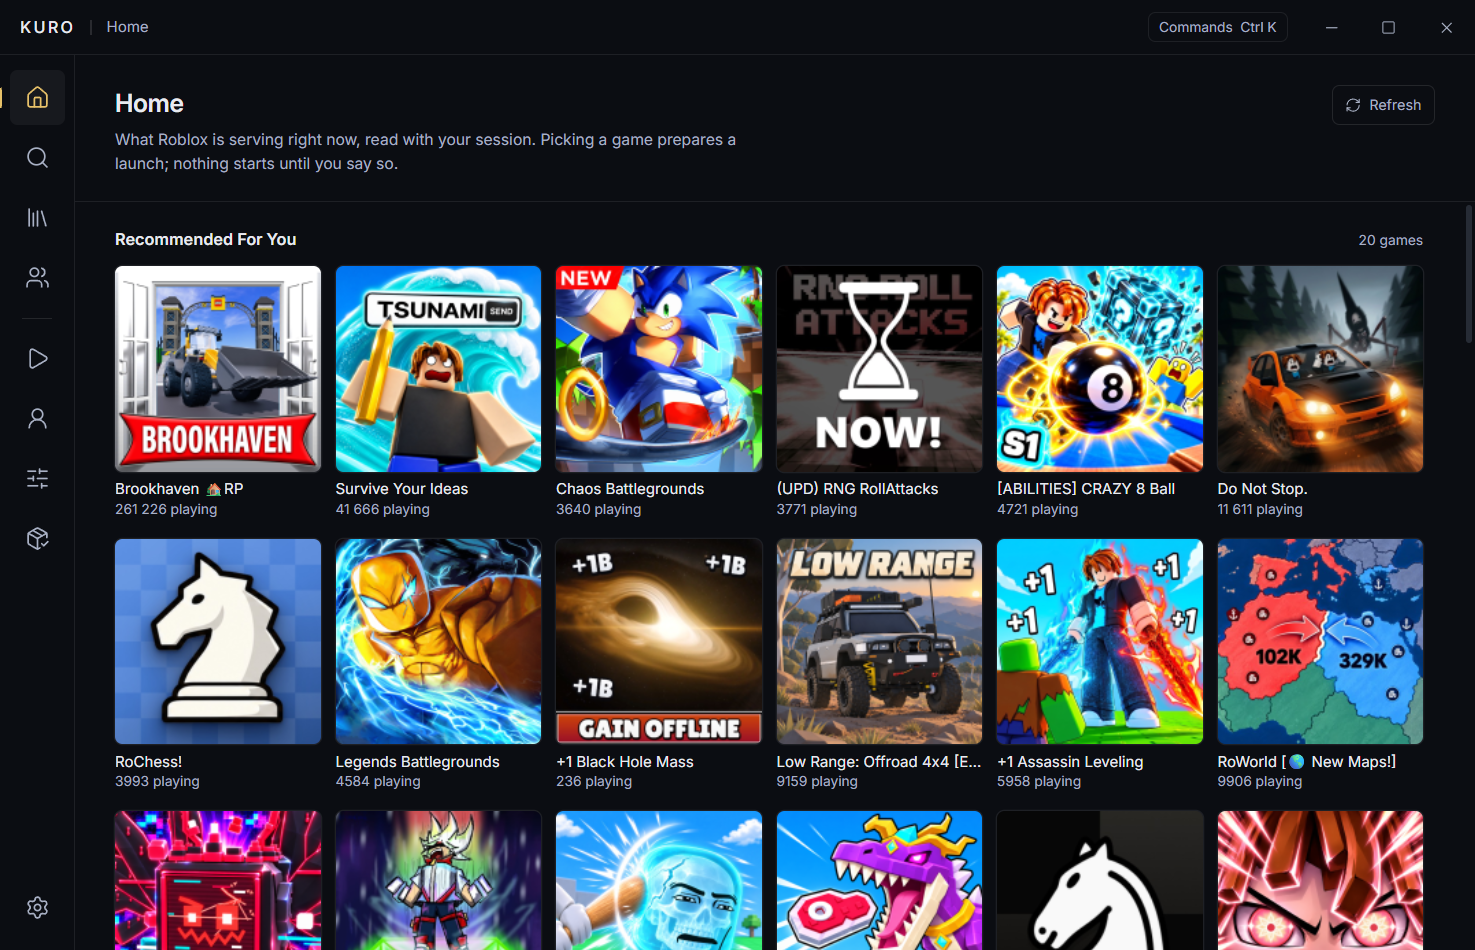 KURO
Home
Commands Ctrl K
Home
Refresh
What Roblox is serving right now, read with your session. Picking a game prepares a
launch; nothing starts until you say so.
Recommended For You
20 games
BROOKHAVEN
TSUNAMI SEND
NEW
RNG ROLL
ATTACKS
NOW!
8
S1
Brookhaven 🏠RP
Survive Your Ideas
Chaos Battlegrounds
(UPD) RNG RollAttacks
[ABILITIES] CRAZY 8 Ball
Do Not Stop.
261 226 playing
41 666 playing
3640 playing
3771 playing
4721 playing
11 611 playing
+1B
+1B
+1B
GAIN OFFLINE
LOW RANGE
+1
+1
+1
+1
102K
329K
RoChess!
Legends Battlegrounds
+1 Black Hole Mass
Low Range: Offroad 4x4 [E...
+1 Assassin Leveling
RoWorld [🌎 New Maps!]
3993 playing
4584 playing
236 playing
9159 playing
5958 playing
9906 playing